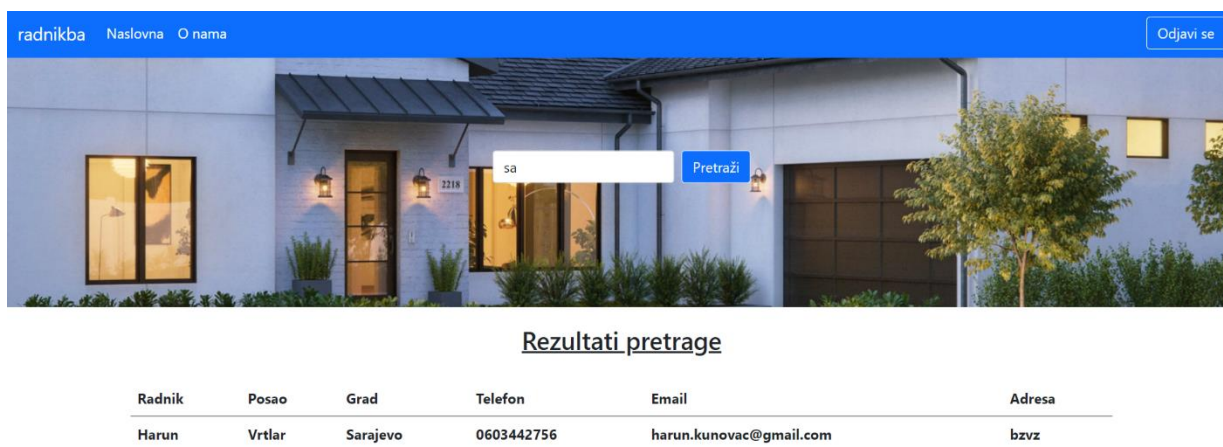 radnikba Naslovna O nama Odjavi se
2218
sa Pretraži
Rezultati pretrage
Radnik Posao Grad Telefon Email Adresa
Harun Vrtlar Sarajevo 0603442756 harun.kunovac@gmail.com bzvz